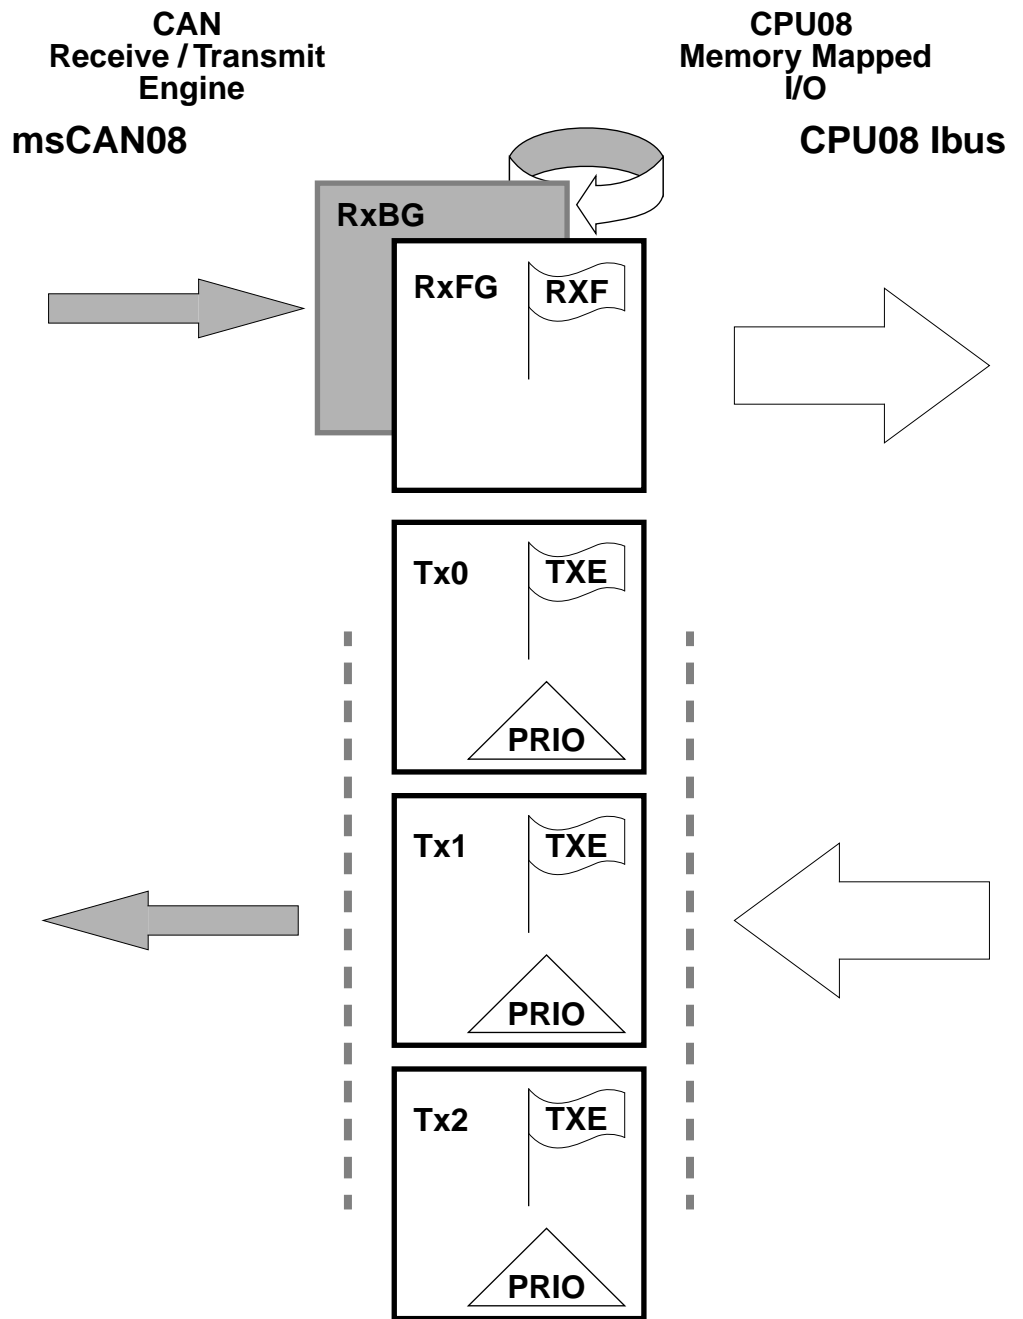 CAN
Receive / Transmit
Engine
CPU08
Memory Mapped
I/O
msCAN08
CPU08 Ibus
RxBG
RxFG
RXF
Tx0
TXE
PRIO
Tx1
TXE
PRIO
Tx2
TXE
PRIO